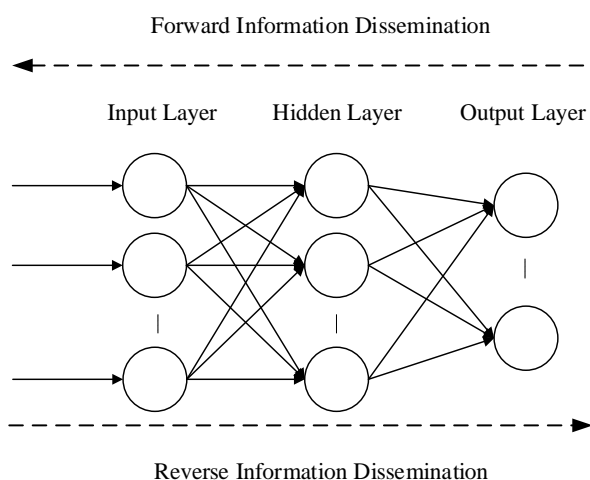 Forward Information Dissemination
Input Layer Hidden Layer Output Layer
Reverse Information Dissemination